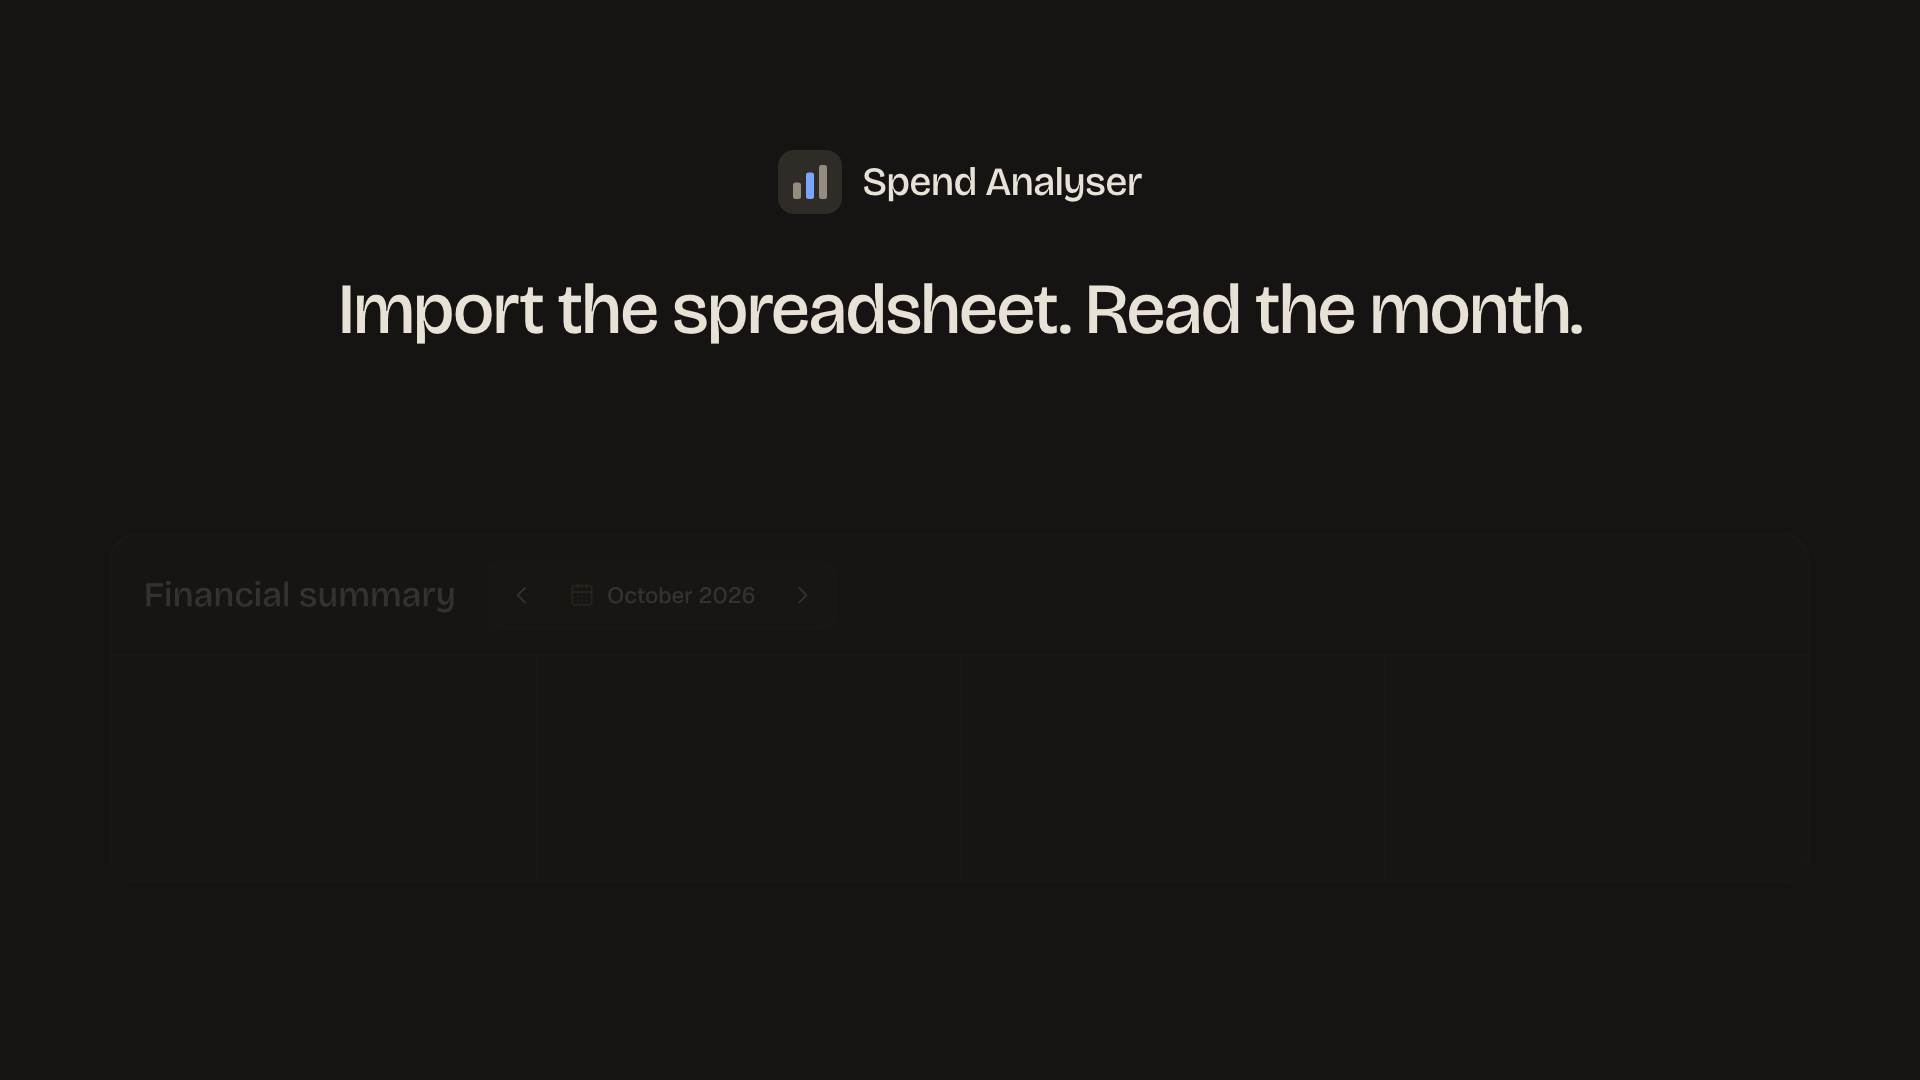 Spend Analyser
Import the spreadsheet. Read the month.
Financial summary
October 2026